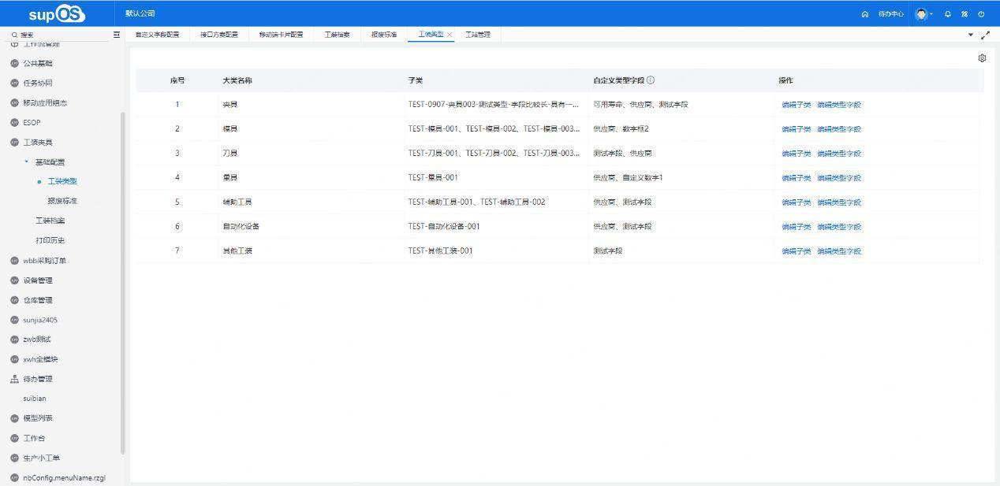 supOS 默认公司 待办中心
搜索 自定义字段配置 接口方案配置 移动端卡片配置 工装档案 报废标准 工装类型 工站管理
工作流管理
公共基础
任务协同
移动应用组态
ESOP
工装夹具
基础配置
工装类型
报废标准
工装档案
打印历史
wbb采购订单
设备管理
仓库管理
sunjia2405
zwb测试
xwh全模块
待办管理
suibian
模型列表
工作台
生产小工单
nbConfig.menuName.rzgl
序号 大类名称 子类 自定义类型字段 操作
1 夹具 TEST-0907-夹具003-测试类型-字段比较长-具有一... 可用寿命、供应商、测试字段 编辑子类 编辑类型字段
2 模具 TEST-模具-001、TEST-模具-002、TEST-模具-003... 供应商、数字框2 编辑子类 编辑类型字段
3 刀具 TEST-刀具-001、TEST-刀具-002、TEST-刀具-003... 测试字段、供应商 编辑子类 编辑类型字段
4 量具 TEST-量具-001 供应商、自定义数字1 编辑子类 编辑类型字段
5 辅助工具 TEST-辅助工具-001、TEST-辅助工具-002 供应商、测试字段 编辑子类 编辑类型字段
6 自动化设备 TEST-自动化设备-001 供应商、测试字段 编辑子类 编辑类型字段
7 其他工装 TEST-其他工装-001 测试字段 编辑子类 编辑类型字段